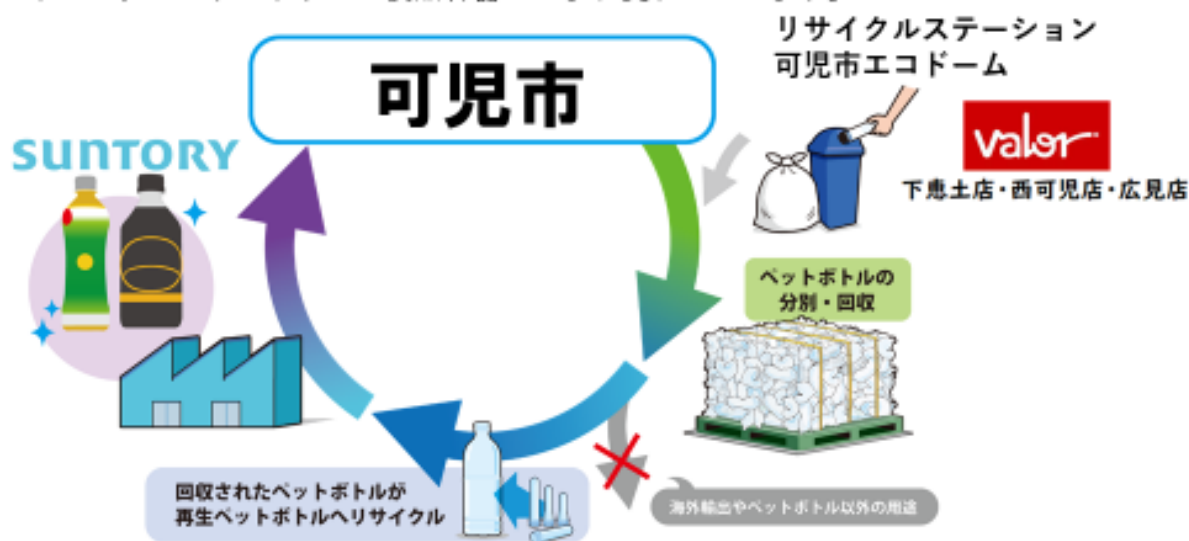 リサイクルステーション
可児市エコドーム
可児市
SUNTORY
valor
下恵土店・西可児店・広見店
ペットボトルの
分別・回収
回収されたペットボトルが
再生ペットボトルへリサイクル
海外輸出やペットボトル以外の用途